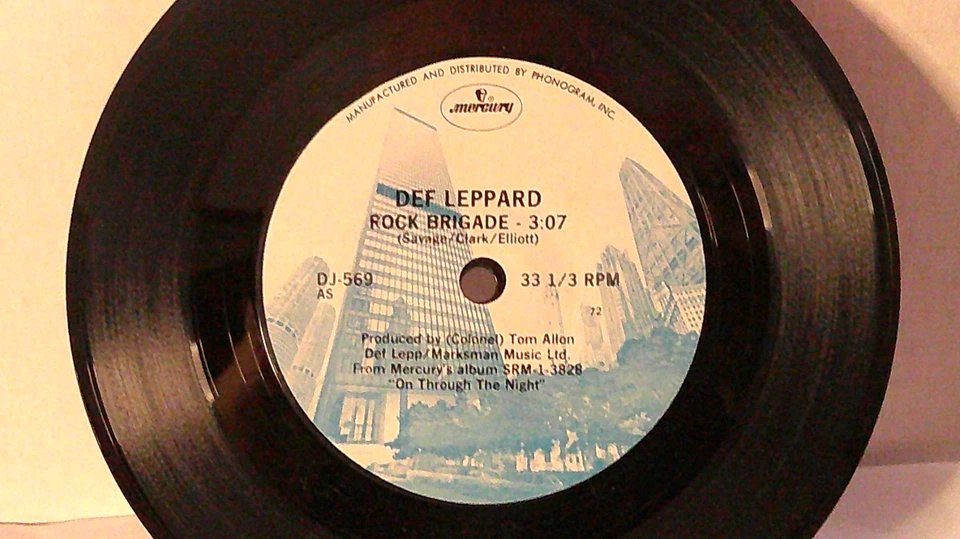 MANUFACTURED AND DISTRIBUTED BY PHONOGRAM, INC.
mercury
DEF LEPPARD
ROCK BRIGADE - 3:07
(Savage/Clark/Elliott)
DJ-569
AS
33 1/3 RPM
72
Produced by (Colonel) Tom Allon
Def Lepp/Marksman Music Ltd.
From Mercury's album SRM-1-3828
"On Through The Night"